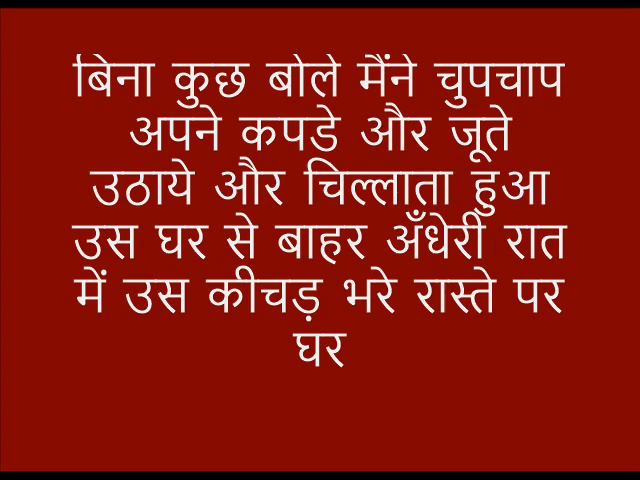 बिना कुछ बोले मैंने चुपचाप
अपने कपडे और जूते
उठाये और चिल्लाता हुआ
उस घर से बाहर अँधेरी रात
में उस कीचड़ भरे रास्ते पर
घर